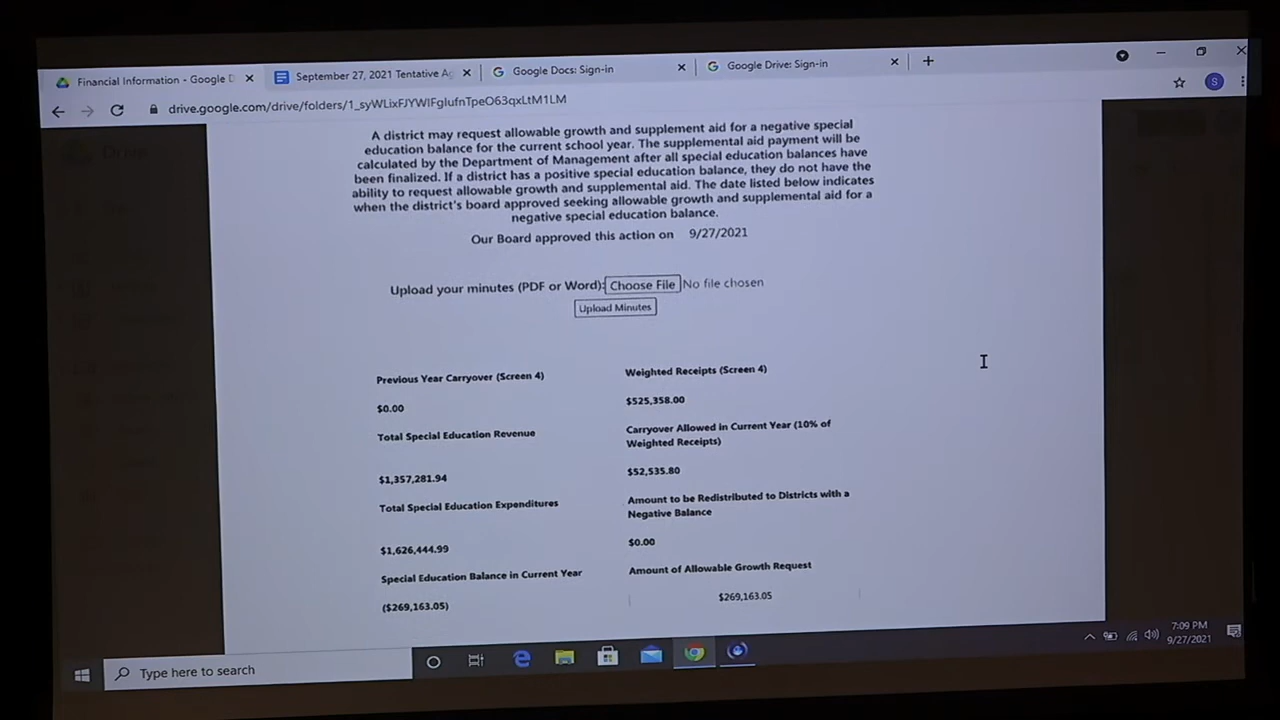 Financial Information - Google D
September 27, 2021 Tentative Ag
Google Docs: Sign-in
Google Drive: Sign-in
drive.google.com/drive/folders/1_syWLixFJYWIFglufnTpeO63qxLtM1LM
S
A district may request allowable growth and supplement aid for a negative special
education balance for the current school year. The supplemental aid payment will be
calculated by the Department of Management after all special education balances have
been finalized. If a district has a positive special education balance, they do not have the
ability to request allowable growth and supplemental aid. The date listed below indicates
when the district's board approved seeking allowable growth and supplemental aid for a
negative special education balance.
Our Board approved this action on 9/27/2021
Upload your minutes (PDF or Word): Choose File No file chosen
Upload Minutes
Previous Year Carryover (Screen 4)
$0.00
Total Special Education Revenue
$1,357,281.94
Total Special Education Expenditures
$1,626,444.99
Special Education Balance in Current Year
($269,163.05)
Weighted Receipts (Screen 4)
$525,358.00
Carryover Allowed in Current Year (10% of
Weighted Receipts)
$52,535.80
Amount to be Redistributed to Districts with a
Negative Balance
$0.00
Amount of Allowable Growth Request
$269,163.05
Type here to search
7:09 PM
9/27/2021